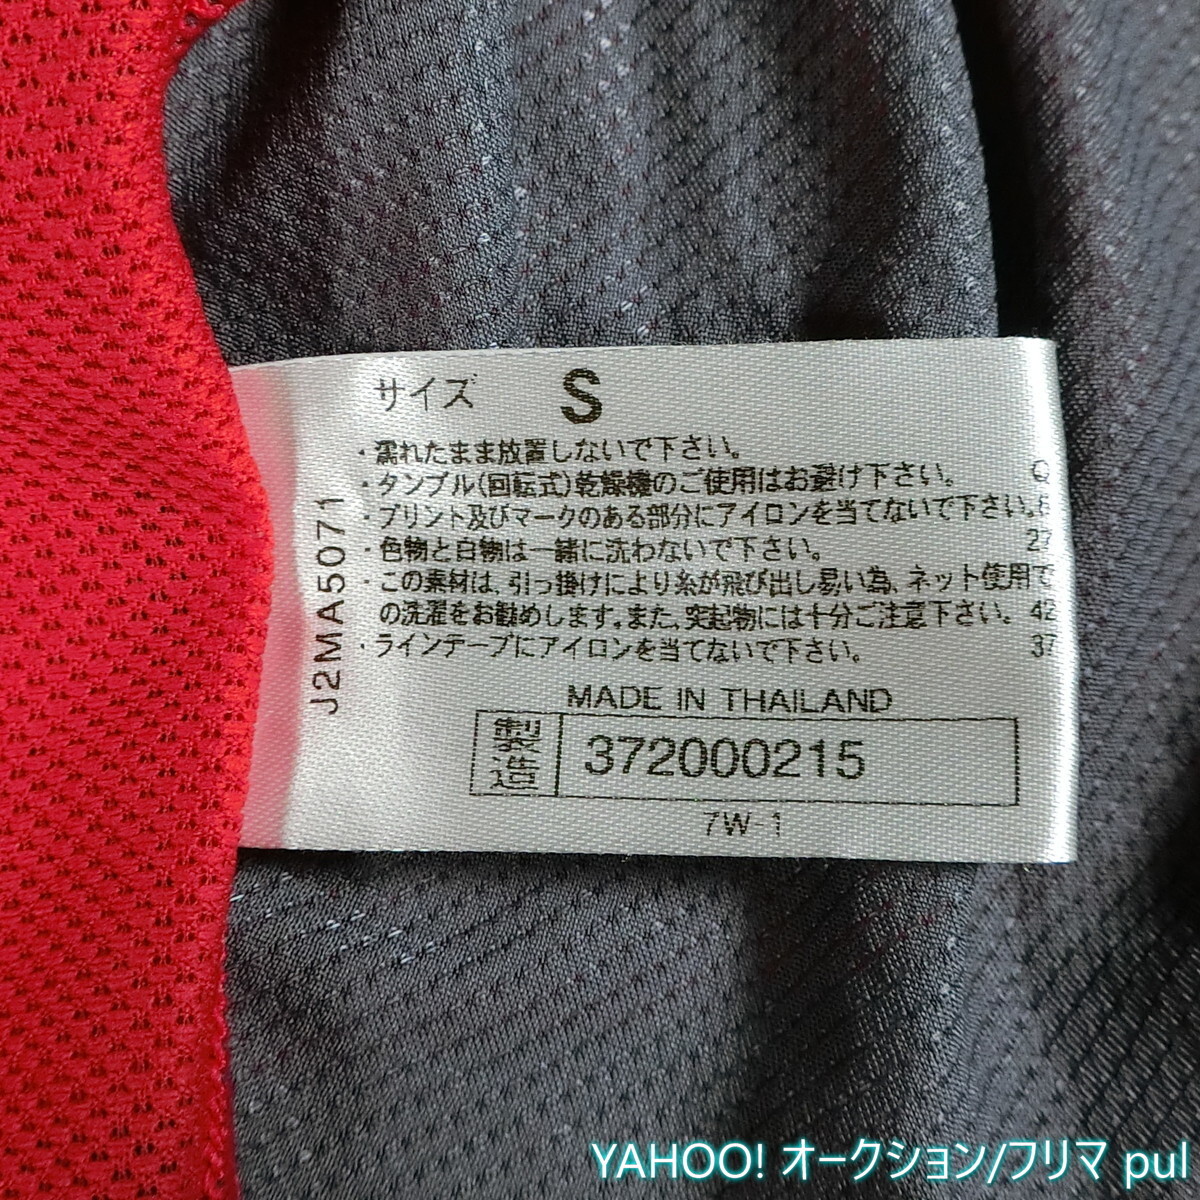 サイズ S
・濡れたまま放置しないで下さい。
・タンブル(回転式)乾燥機のご使用はお避け下さい。
・プリント及びマークのある部分にアイロンを当てないで下さい。
・色物と白物は一緒に洗わないで下さい。
・この素材は、引っ掛けにより糸が飛び出し易い為、ネット使用で
の洗濯をお勧めします。また、突起物には十分ご注意下さい。
・ラインテープにアイロンを当てないで下さい。
J2MA5071
MADE IN THAILAND
製造 372000215
7W-1
YAHOO! オークション/フリマ pul